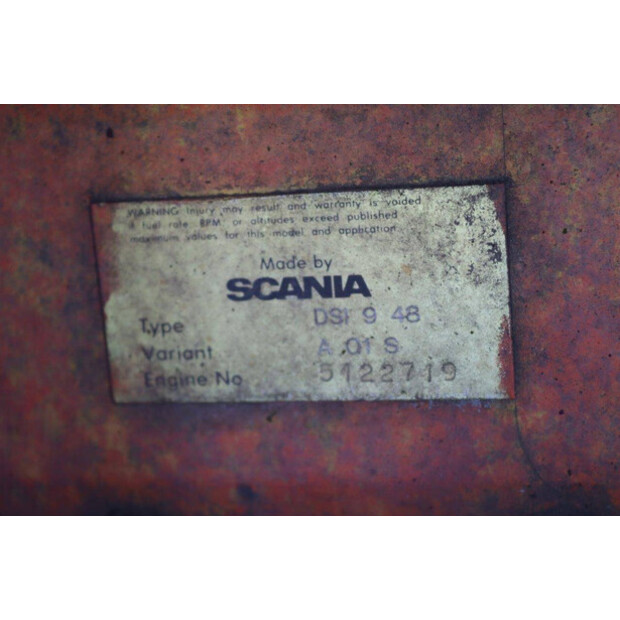 WARNING Injury may result and warranty is voided
if fuel rate RPM or altitudes exceed published
maximum values for this model and application
Made by
SCANIA
Type DSI 9 48
Variant A 01 S
Engine No 5122719